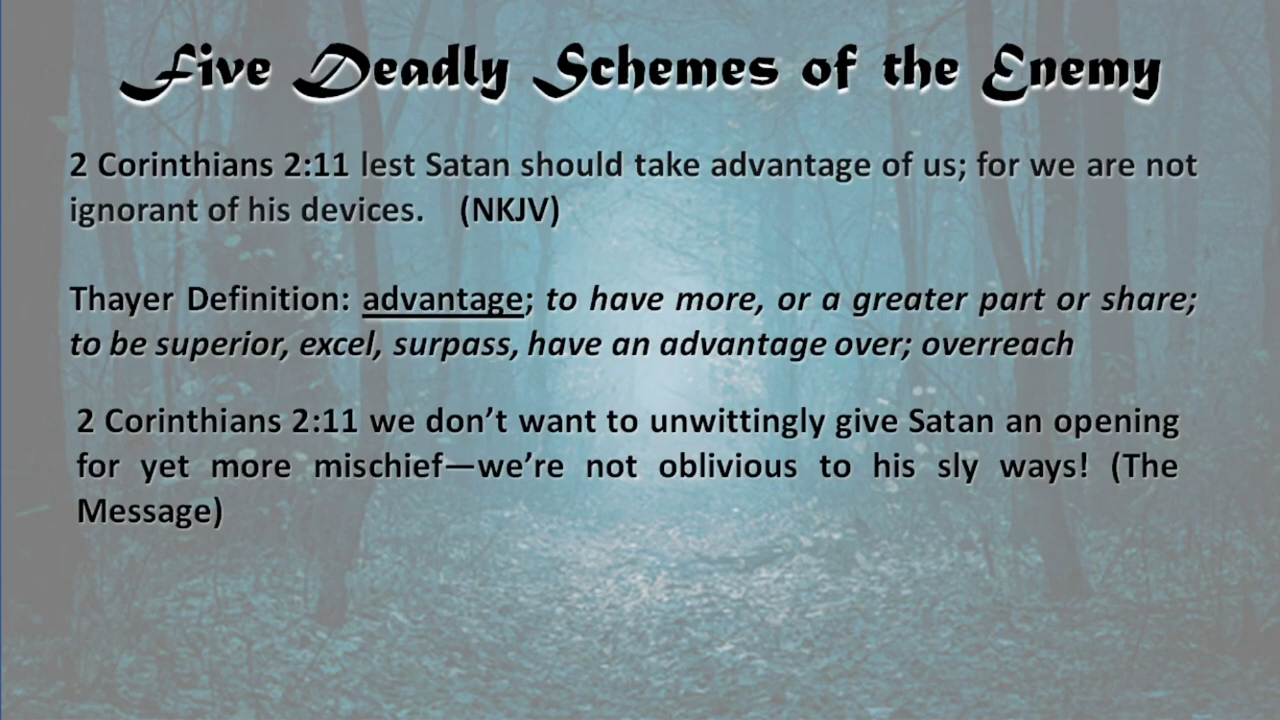 Five Deadly Schemes of the Enemy
2 Corinthians 2:11 lest Satan should take advantage of us; for we are not
ignorant of his devices. (NKJV)
Thayer Definition: advantage; to have more, or a greater part or share;
to be superior, excel, surpass, have an advantage over; overreach
2 Corinthians 2:11 we don’t want to unwittingly give Satan an opening
for yet more mischief—we’re not oblivious to his sly ways! (The
Message)